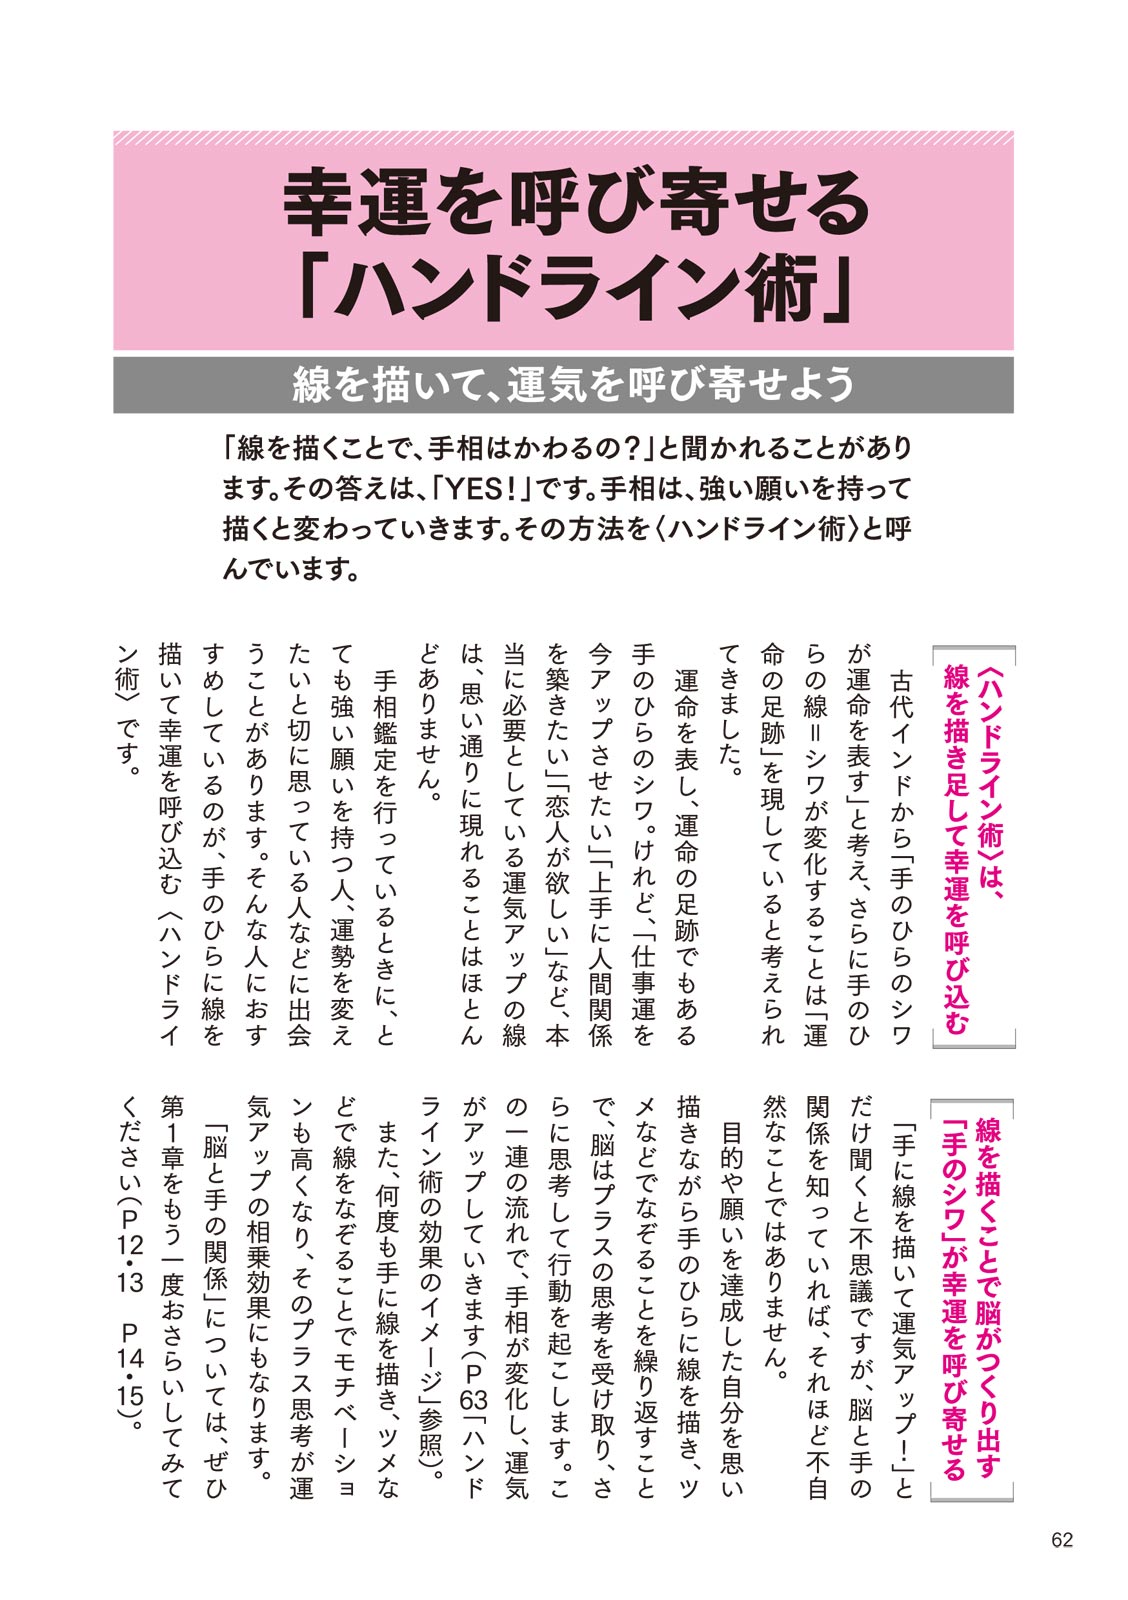 幸運を呼び寄せる
「ハンドライン術」
線を描いて、運気を呼び寄せよう
「線を描くことで、手相はかわるの？」と聞かれることがあり
ます。その答えは、「YES！」です。手相は、強い願いを持って
描くと変わっていきます。その方法を〈ハンドライン術〉と呼
んでいます。
〈ハンドライン術〉は、
線を描き足して幸運を呼び込む
古代インドから「手のひらのシワ
が運命を表す」と考え、さらに手のひ
らの線＝シワが変化することは「運
命の足跡」を現していると考えられ
てきました。
運命を表し、運命の足跡でもある
手のひらのシワ。けれど、「仕事運を
今アップさせたい」「上手に人間関係
を築きたい」「恋人が欲しい」など、本
当に必要としている運気アップの線
は、思い通りに現れることはほとん
どありません。
手相鑑定を行っているときに、と
ても強い願いを持つ人、運勢を変え
たいと切に思っている人などに出会
うことがあります。そんな人におす
すめしているのが、手のひらに線を
描いて幸運を呼び込む〈ハンドライ
ン術〉です。
線を描くことで脳がつくり出す
「手のシワ」が幸運を呼び寄せる
「手に線を描いて運気アップ！」と
だけ聞くと不思議ですが、脳と手の
関係を知っていれば、それほど不自
然なことではありません。
目的や願いを達成した自分を思い
描きながら手のひらに線を描き、ツ
メなどでなぞることを繰り返すこと
で、脳はプラスの思考を受け取り、さ
らに思考して行動を起こします。こ
の一連の流れで、手相が変化し、運気
がアップしていきます（P63「ハンド
ライン術の効果のイメージ」参照）。
また、何度も手に線を描き、ツメな
どで線をなぞることでモチベーショ
ンも高くなり、そのプラス思考が運
気アップの相乗効果にもなります。
「脳と手の関係」については、ぜひ
第1章をもう一度おさらいしてみて
ください（P12・13　P14・15）。
62